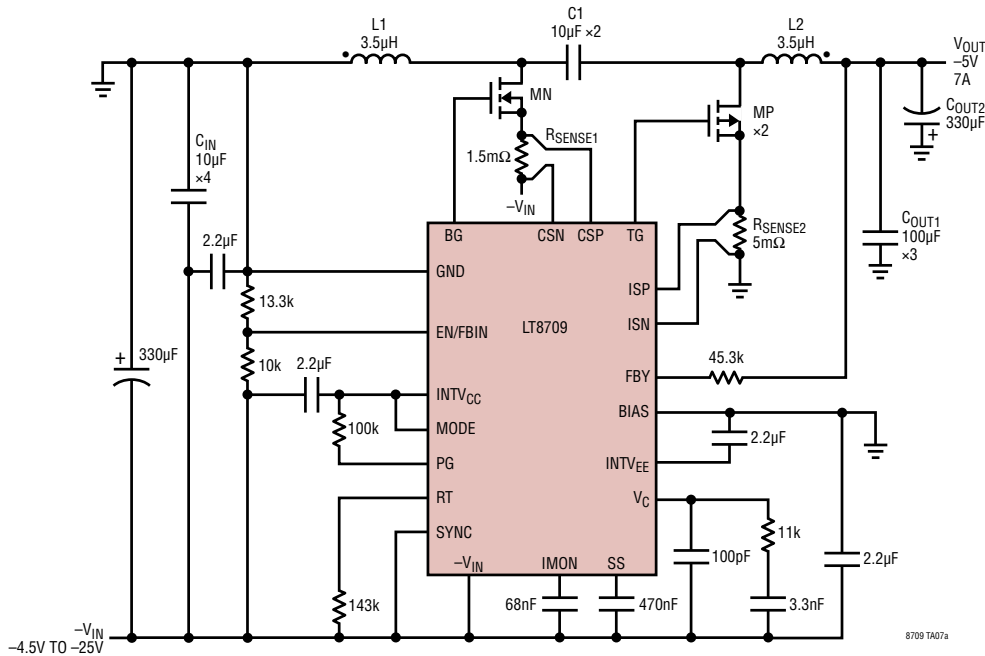 L1
3.5µH
C1
10µF ×2
L2
3.5µH
VOUT
–5V
7A
MN
MP
×2
COUT2
330µF
+
CIN
10µF
×4
RSENSE1
1.5mΩ
–VIN
2.2µF
BG
CSN
CSP
TG
RSENSE2
5mΩ
COUT1
100µF
×3
GND
13.3k
ISP
EN/FBIN
LT8709
ISN
+
330µF
10k
2.2µF
45.3k
FBY
INTVCC
BIAS
100k
MODE
2.2µF
PG
INTVEE
RT
VC
11k
SYNC
100pF
2.2µF
–VIN
IMON
SS
143k
68nF
470nF
3.3nF
–VIN
–4.5V TO –25V
8709 TA07a